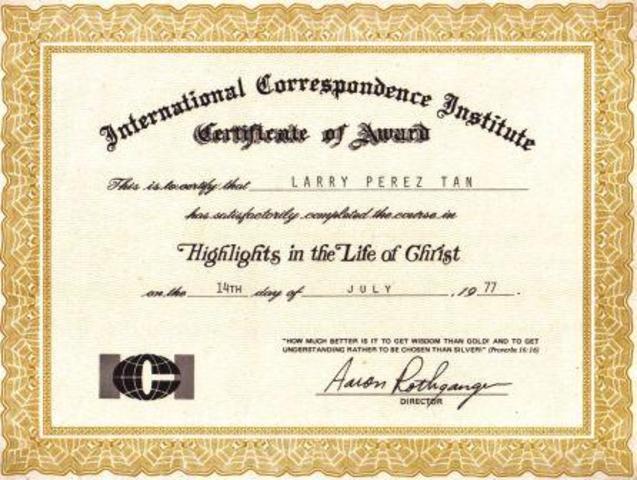 International Correspondence Institute
Certificate of Award
This is to certify that LARRY PEREZ TAN
has satisfactorily completed the course in
Highlights in the Life of Christ
on the 14TH day of JULY, 19 77.
"HOW MUCH BETTER IS IT TO GET WISDOM THAN GOLD! AND TO GET
UNDERSTANDING RATHER TO BE CHOSEN THAN SILVER!" (Proverbs 16:16)
ICI
Aaron Rothganger
DIRECTOR